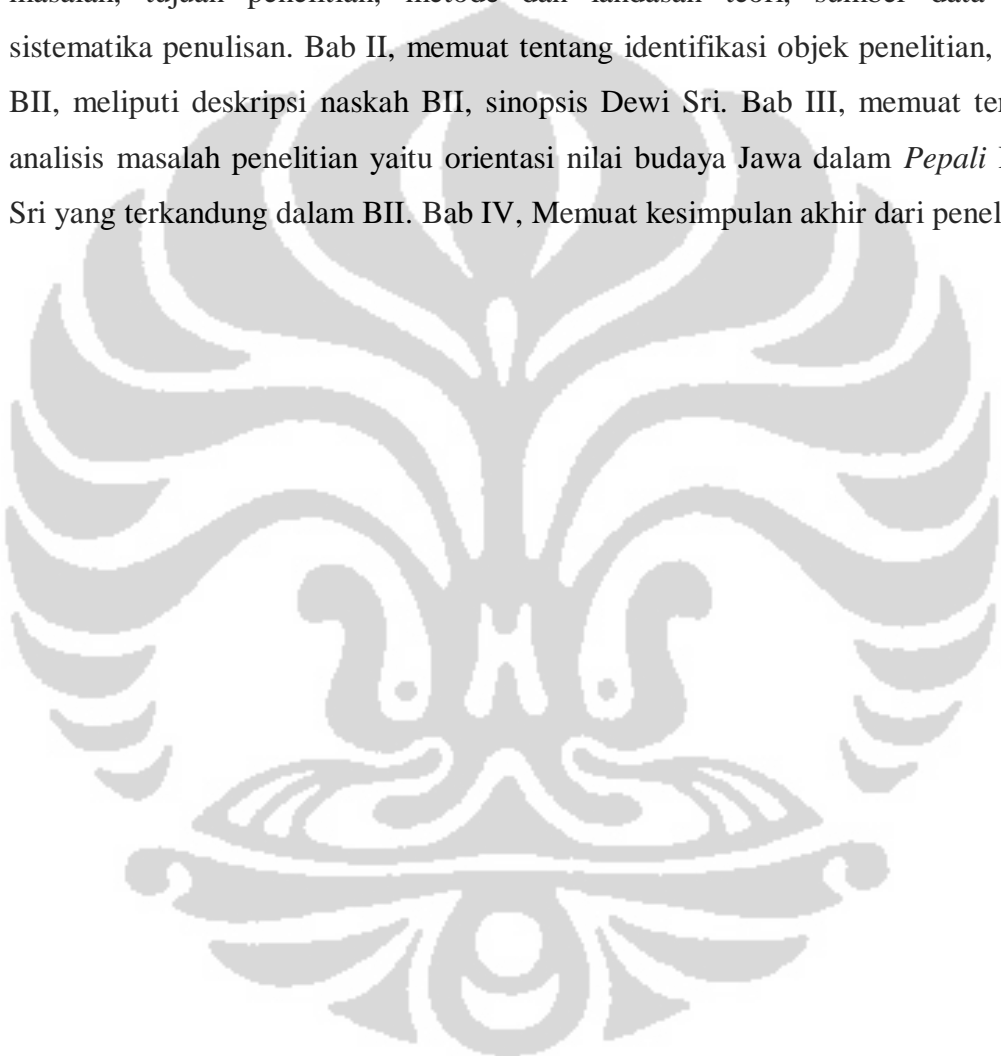 masalah, tujuan penelitian, metode dan landasan teori, sumber data
sistematika penulisan. Bab II, memuat tentang identifikasi objek penelitian,
BII, meliputi deskripsi naskah BII, sinopsis Dewi Sri. Bab III, memuat
analisis masalah penelitian yaitu orientasi nilai budaya Jawa dalam Pepali
Sri yang terkandung dalam BII. Bab IV, Memuat kesimpulan akhir dari